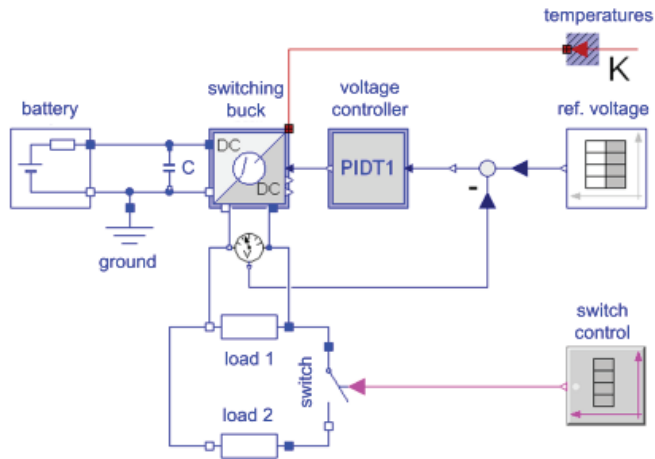 temperatures
K
switching
buck
voltage
controller
battery
ref. voltage
DC
C
DC
PIDT1
-
ground
V
switch
control
load 1
switch
load 2